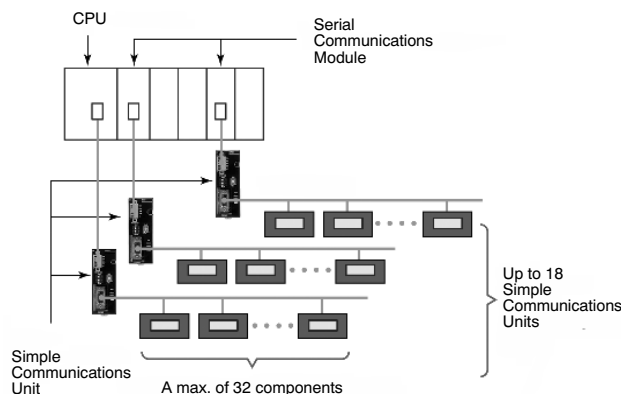 CPU
Serial
Communications
Module
Up to 18
Simple
Communications
Units
Simple
Communications
Unit
A max. of 32 components